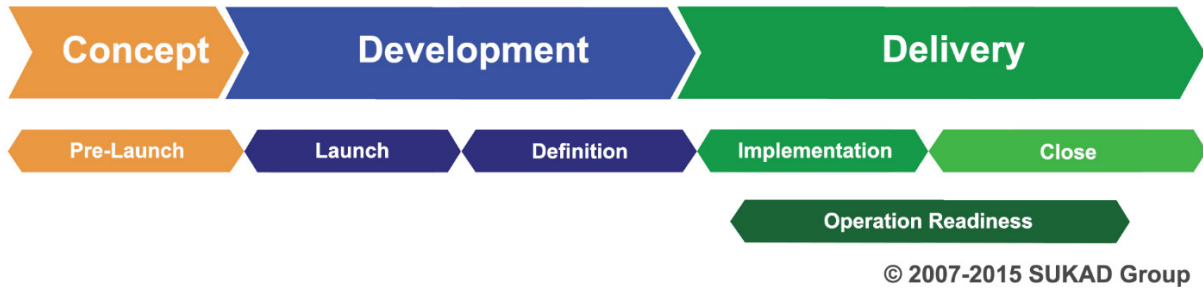 Concept Development Delivery
Pre-Launch Launch Definition Implementation Close
Operation Readiness
© 2007-2015 SUKAD Group